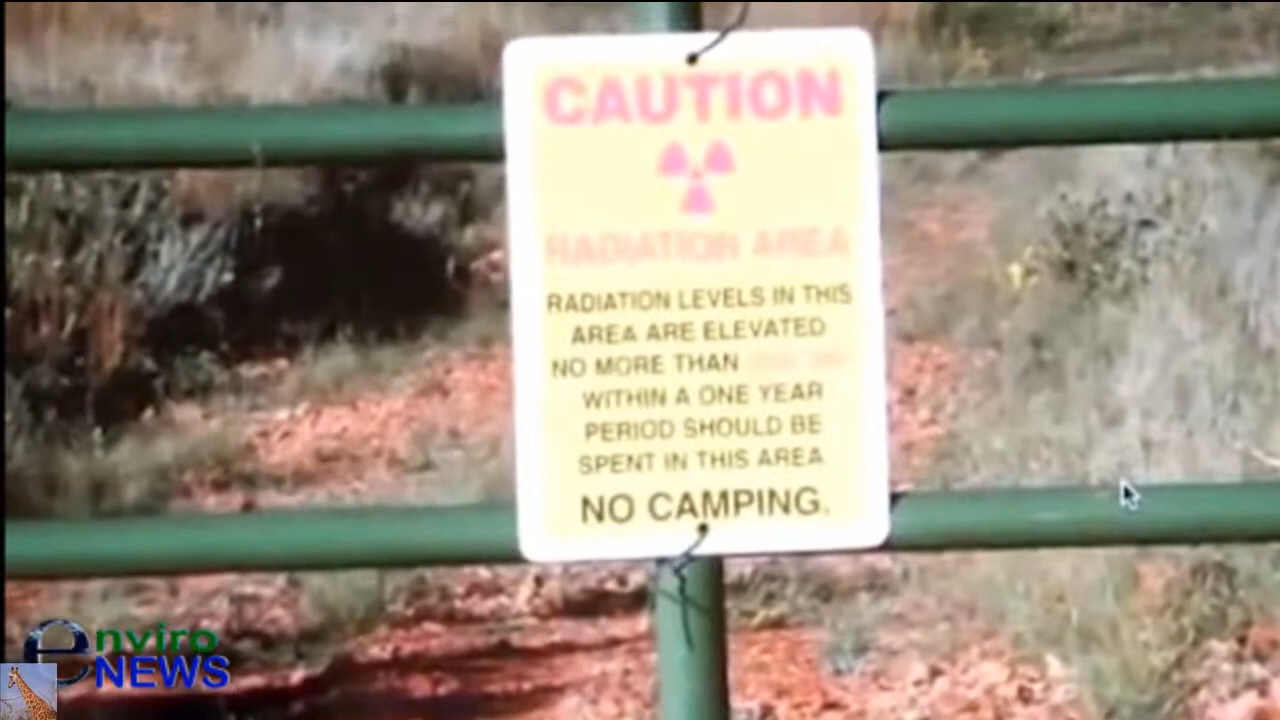 CAUTION
RADIATION AREA
RADIATION LEVELS IN THIS
AREA ARE ELEVATED
NO MORE THAN
WITHIN A ONE YEAR
PERIOD SHOULD BE
SPENT IN THIS AREA
NO CAMPING.
enviro
NEWS